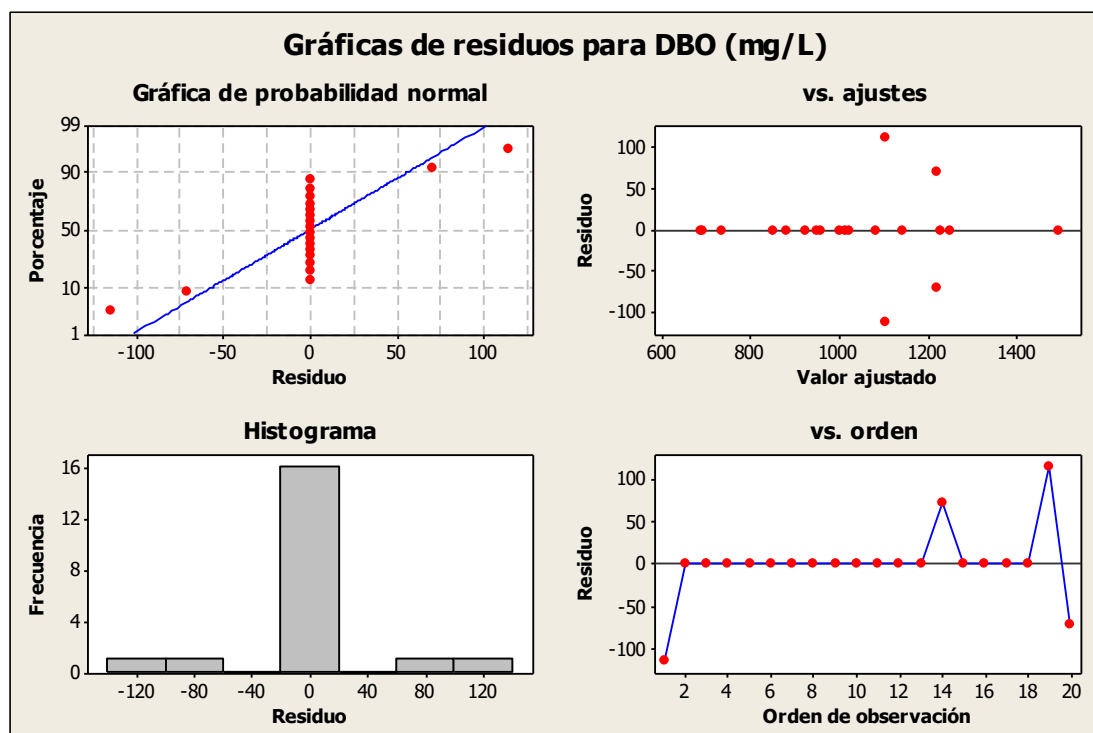 Gráficas de residuos para DBO (mg/L)
Gráfica de probabilidad normal
99
90
50
10
1
Porcentaje
-100 -50 0 50 100
Residuo
vs. ajustes
100
50
0
-50
-100
Residuo
600 800 1000 1200 1400
Valor ajustado
Histograma
16
12
8
4
0
Frecuencia
-120 -80 -40 0 40 80 120
Residuo
vs. orden
100
50
0
-50
-100
Residuo
2 4 6 8 10 12 14 16 18 20
Orden de observación